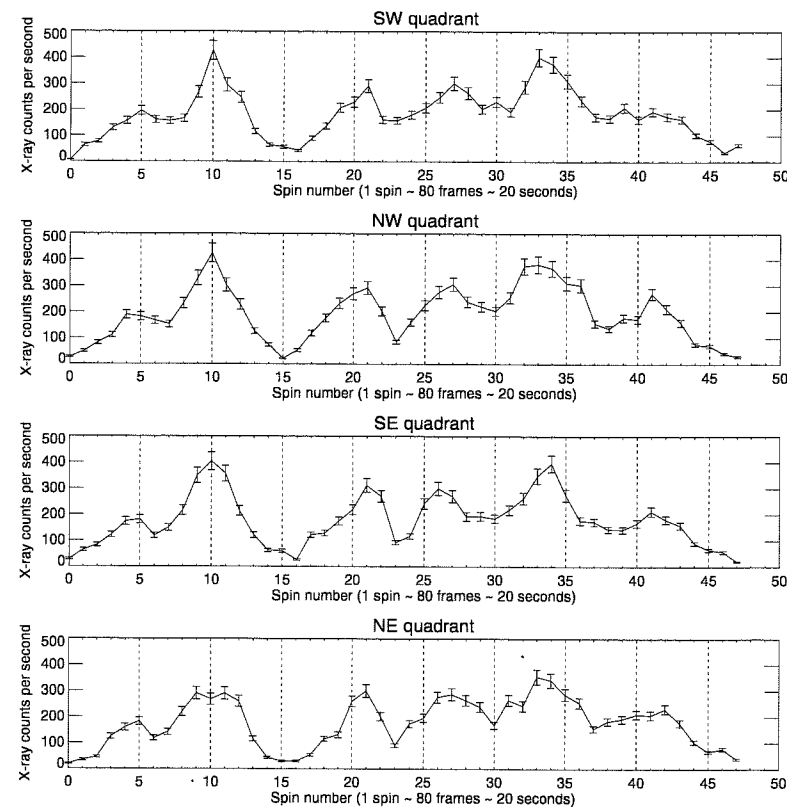 SW quadrant
X-ray counts per second
500
400
300
200
100
0
0 5 10 15 20 25 30 35 40 45 50
Spin number (1 spin ~ 80 frames ~ 20 seconds)
NW quadrant
X-ray counts per second
500
400
300
200
100
0
0 5 10 15 20 25 30 35 40 45 50
Spin number (1 spin ~ 80 frames ~ 20 seconds)
SE quadrant
X-ray counts per second
500
400
300
200
100
0
0 5 10 15 20 25 30 35 40 45 50
Spin number (1 spin ~ 80 frames ~ 20 seconds)
NE quadrant
X-ray counts per second
500
400
300
200
100
0
0 5 10 15 20 25 30 35 40 45 50
Spin number (1 spin ~ 80 frames ~ 20 seconds)